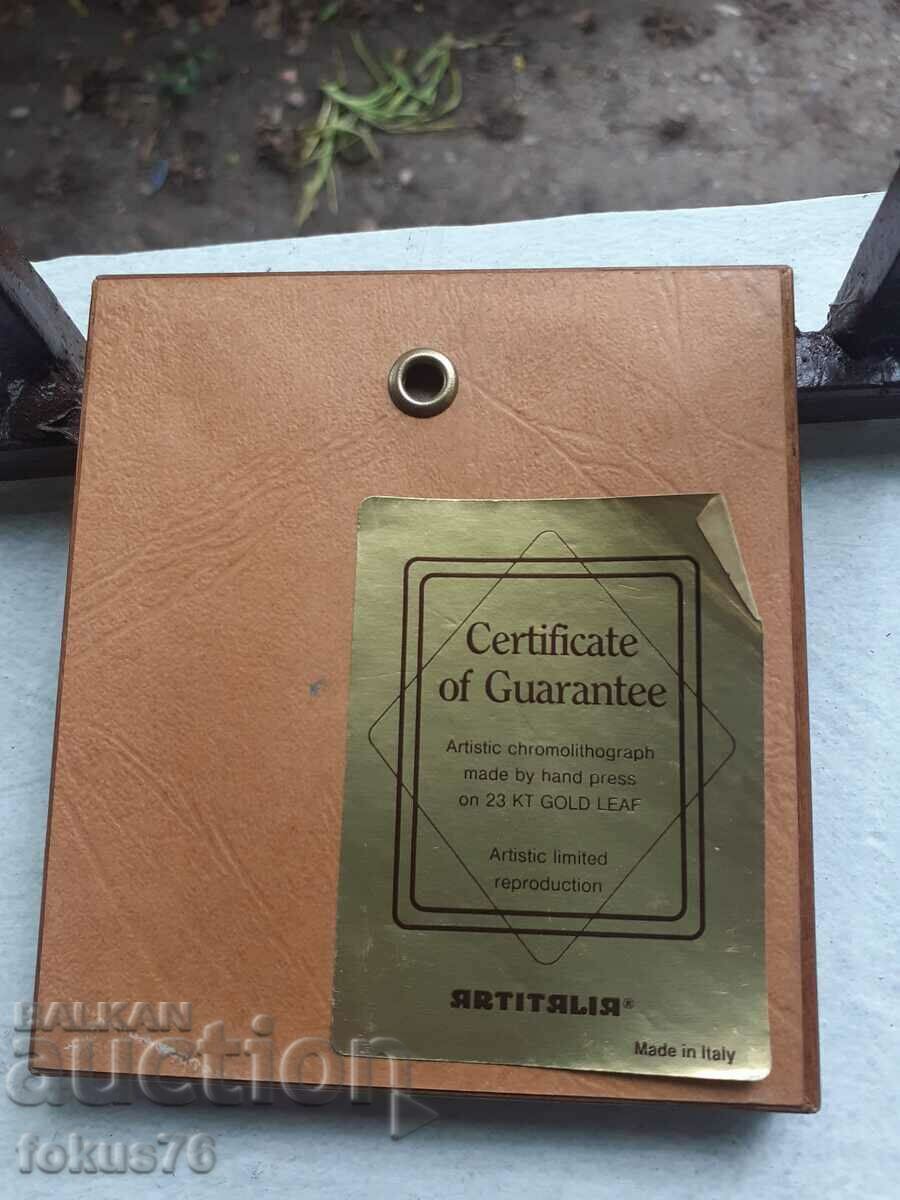 Certificate
of Guarantee
Artistic chromolithograph
made by hand press
on 23 KT GOLD LEAF
Artistic limited
reproduction
ARTITALIA®
Made in Italy
BALKAN
auction
fokus76